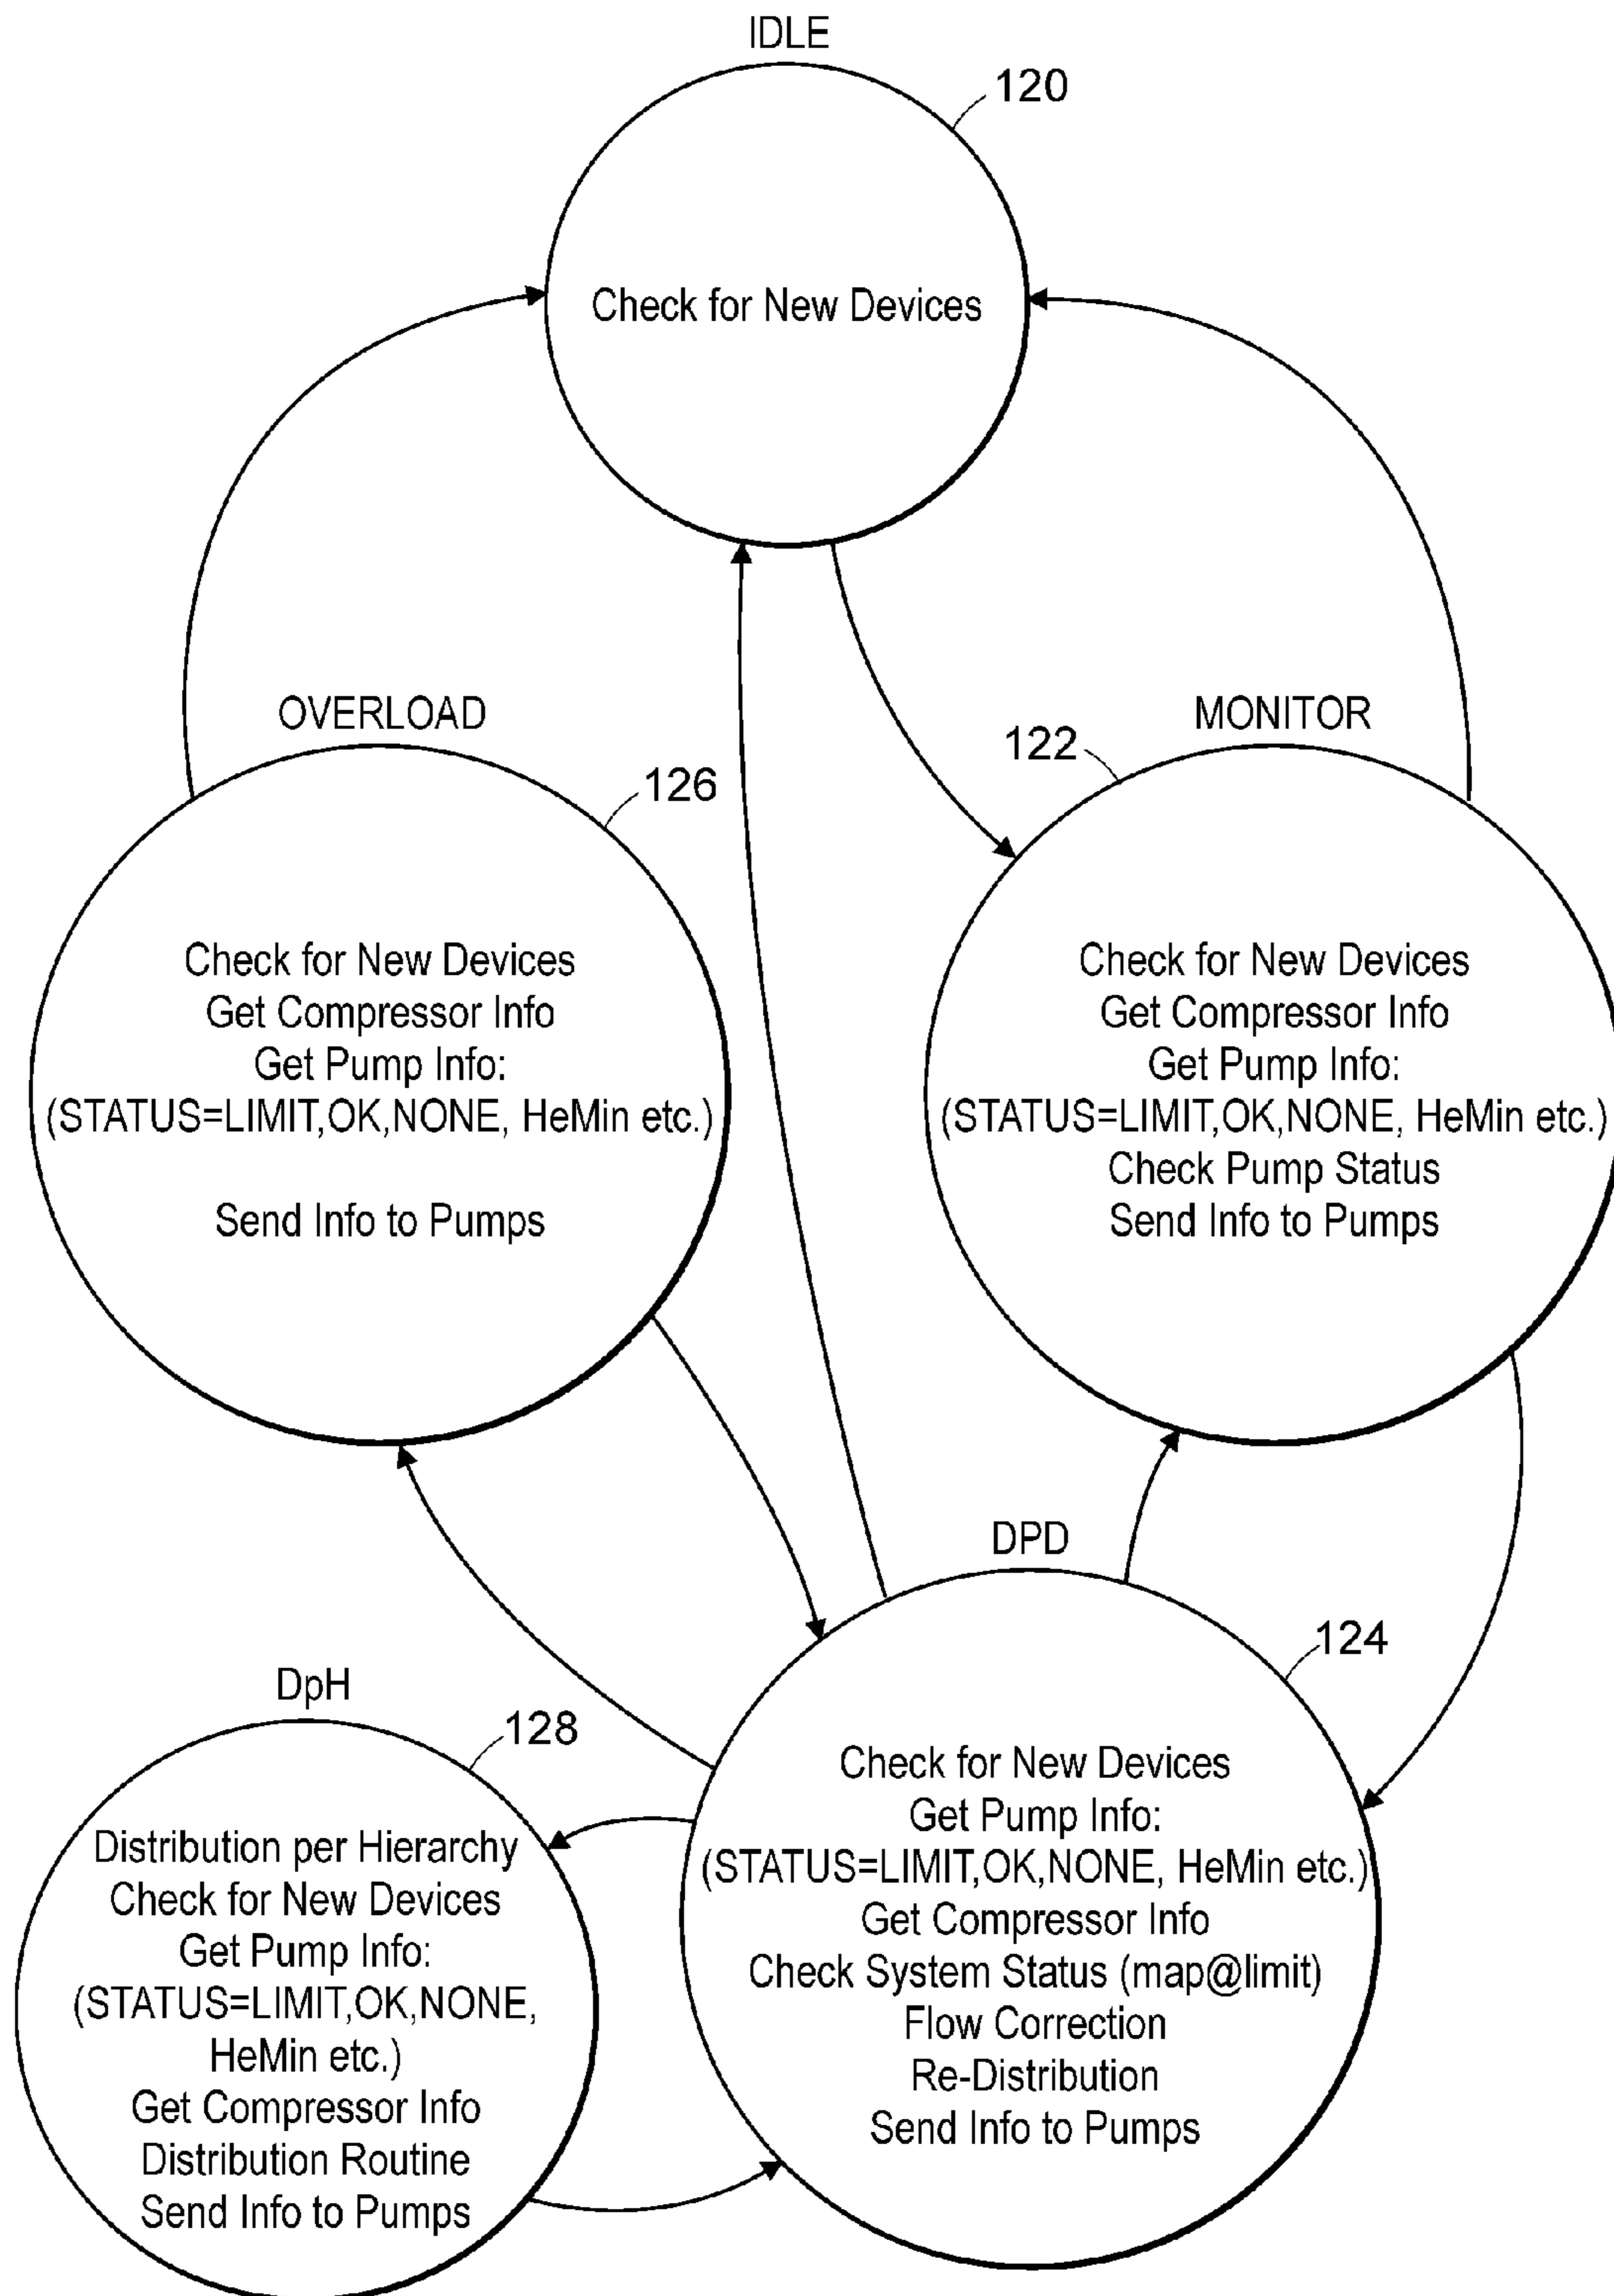 IDLE
120
Check for New Devices
OVERLOAD
126
Check for New Devices
Get Compressor Info
Get Pump Info:
(STATUS=LIMIT,OK,NONE, HeMin etc.)
Send Info to Pumps
MONITOR
122
Check for New Devices
Get Compressor Info
Get Pump Info:
(STATUS=LIMIT,OK,NONE, HeMin etc.)
Check Pump Status
Send Info to Pumps
DPD
124
Check for New Devices
Get Pump Info:
(STATUS=LIMIT,OK,NONE, HeMin etc.)
Get Compressor Info
Check System Status (map@limit)
Flow Correction
Re-Distribution
Send Info to Pumps
DpH
128
Distribution per Hierarchy
Check for New Devices
Get Pump Info:
(STATUS=LIMIT,OK,NONE,
HeMin etc.)
Get Compressor Info
Distribution Routine
Send Info to Pumps